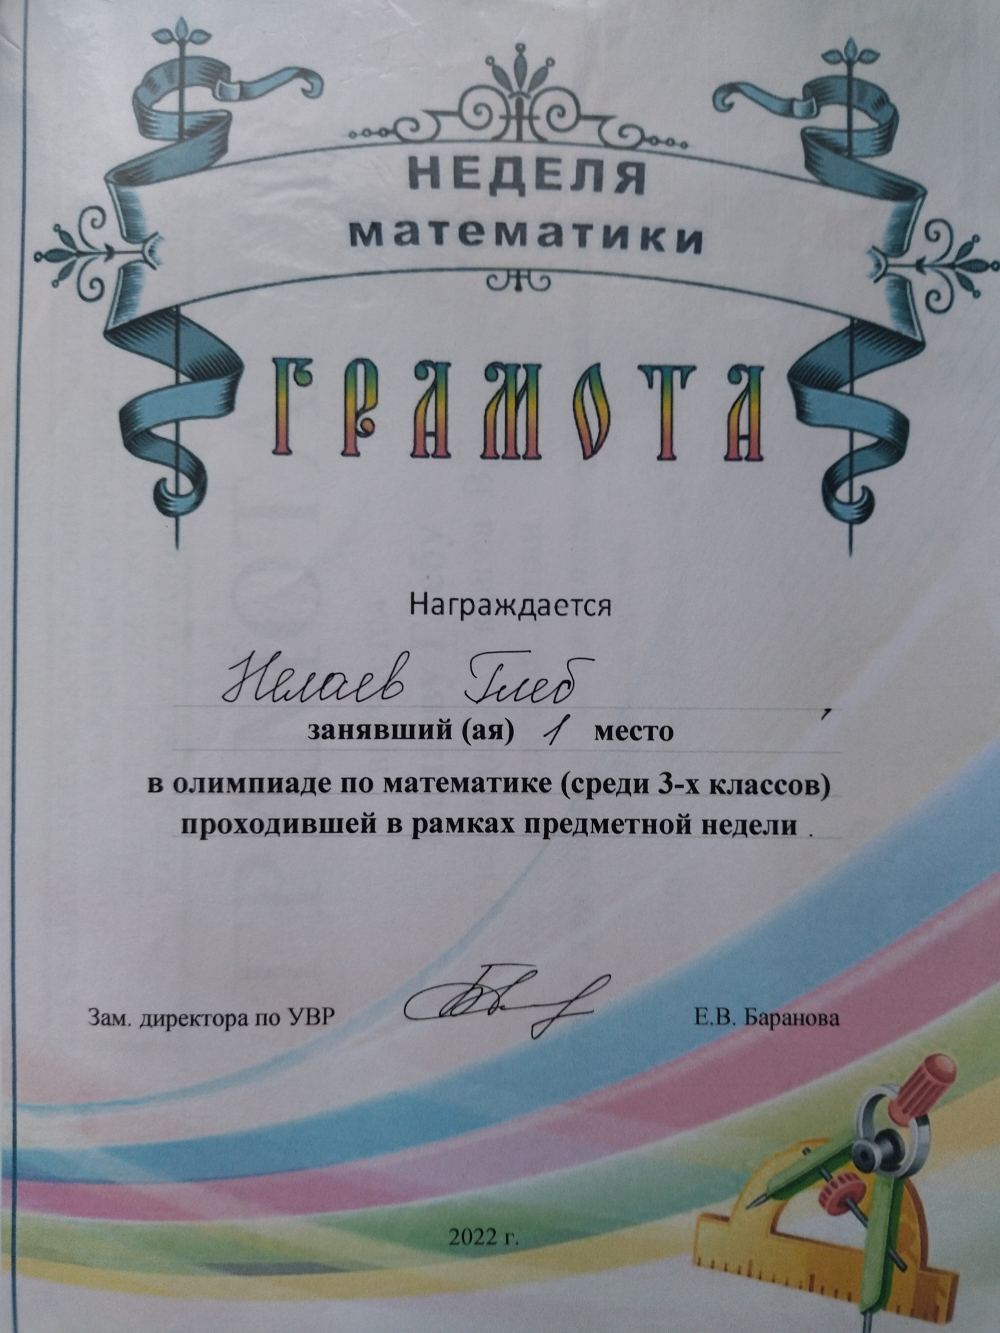 НЕДЕЛЯ
математики
ГРАМОТА
Награждается
Нелаев Глеб
,
занявший (ая) 1 место
в олимпиаде по математике (среди 3-х классов)
проходившей в рамках предметной недели .
Зам. директора по УВР Е.В. Баранова
2022 г.